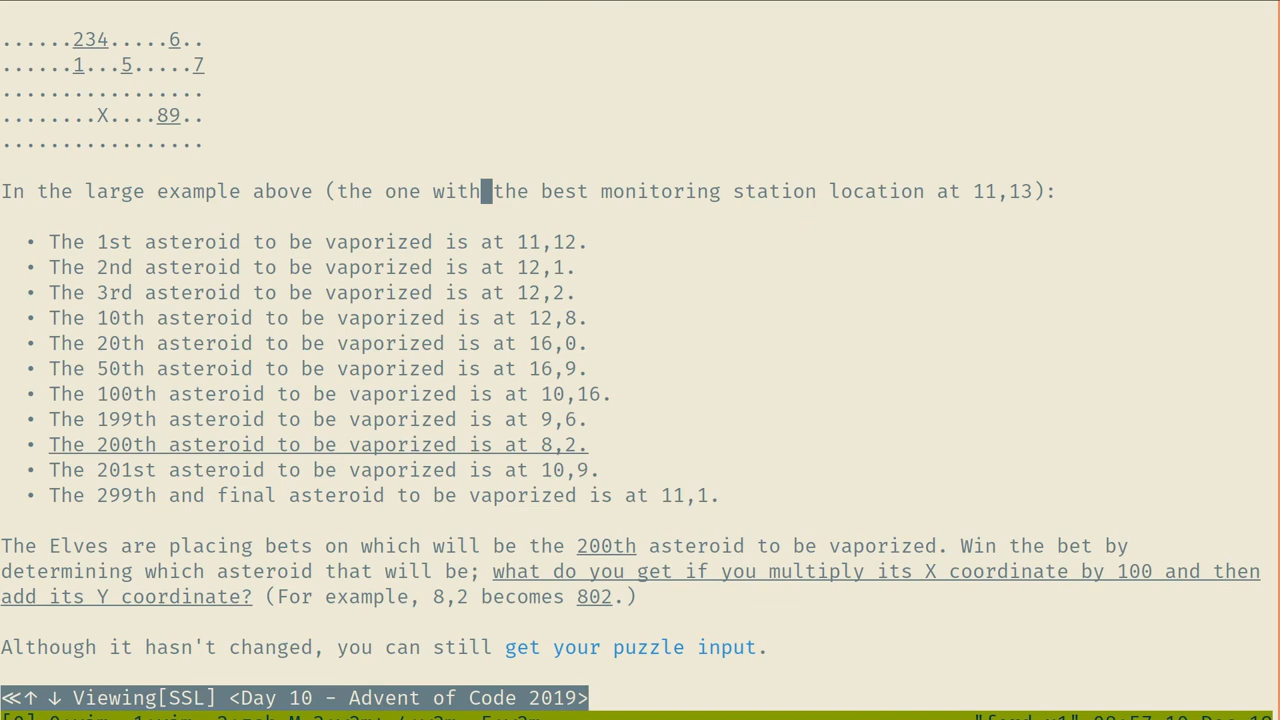 ......234.....6..
......1...5.....7
.................
........X....89..
.................
In the large example above (the one with the best monitoring station location at 11,13):
• The 1st asteroid to be vaporized is at 11,12.
• The 2nd asteroid to be vaporized is at 12,1.
• The 3rd asteroid to be vaporized is at 12,2.
• The 10th asteroid to be vaporized is at 12,8.
• The 20th asteroid to be vaporized is at 16,0.
• The 50th asteroid to be vaporized is at 16,9.
• The 100th asteroid to be vaporized is at 10,16.
• The 199th asteroid to be vaporized is at 9,6.
• The 200th asteroid to be vaporized is at 8,2.
• The 201st asteroid to be vaporized is at 10,9.
• The 299th and final asteroid to be vaporized is at 11,1.
The Elves are placing bets on which will be the 200th asteroid to be vaporized. Win the bet by
determining which asteroid that will be; what do you get if you multiply its X coordinate by 100 and then
add its Y coordinate? (For example, 8,2 becomes 802.)
Although it hasn't changed, you can still get your puzzle input.
≪↑ ↓ Viewing[SSL] <Day 10 - Advent of Code 2019>